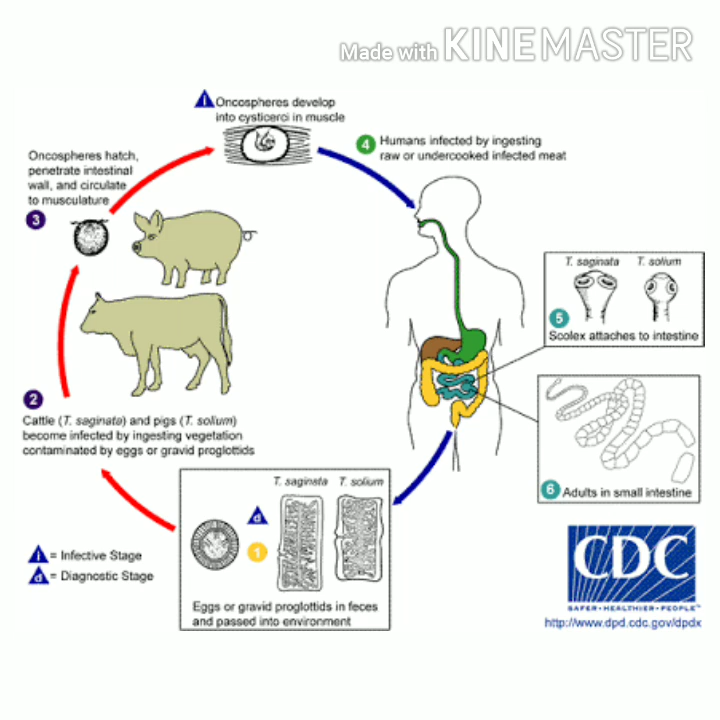 Made with KINEMASTER
i Oncospheres develop
into cysticerci in muscle
4 Humans infected by ingesting
raw or undercooked infected meat
Oncospheres hatch,
penetrate intestinal
wall, and circulate
to musculature
3
T. saginata T. solium
5
Scolex attaches to intestine
2
Cattle (T. saginata) and pigs (T. solium)
become infected by ingesting vegetation
contaminated by eggs or gravid proglottids
6 Adults in small intestine
T. saginata T. solium
d
1
i = Infective Stage
d = Diagnostic Stage
Eggs or gravid proglottids in feces
and passed into environment
CDC
SAFER•HEALTHIER•PEOPLE™
http://www.dpd.cdc.gov/dpdx